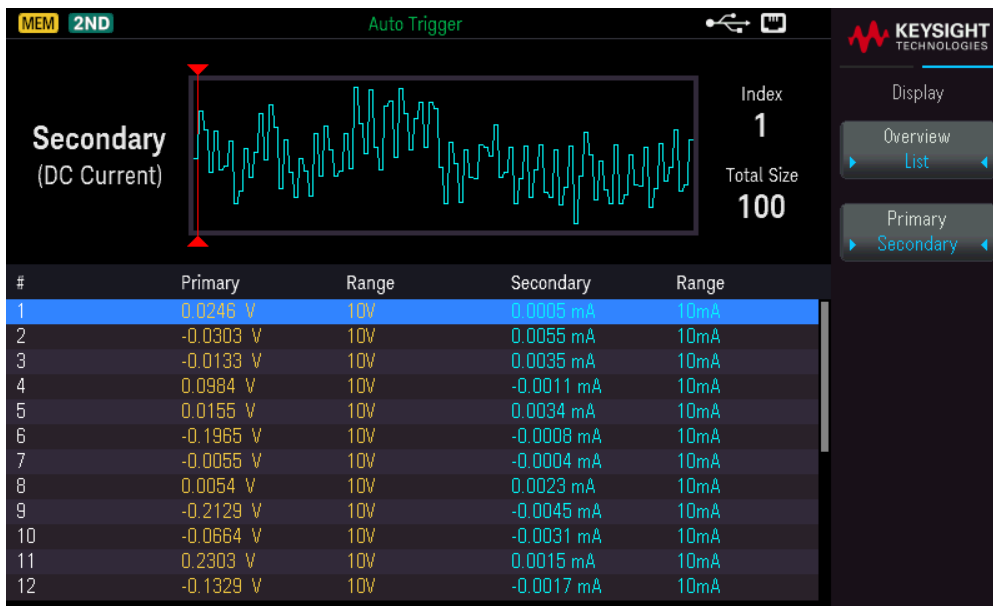 MEM 2ND Auto Trigger
KEYSIGHT
TECHNOLOGIES
Display
Overview
List
Primary
Secondary
Secondary
(DC Current)
Index
1
Total Size
100
# Primary Range Secondary Range
1 0.0246 V 10V 0.0005 mA 10mA
2 -0.0303 V 10V 0.0055 mA 10mA
3 -0.0133 V 10V 0.0035 mA 10mA
4 0.0984 V 10V -0.0011 mA 10mA
5 0.0155 V 10V 0.0034 mA 10mA
6 -0.1965 V 10V -0.0008 mA 10mA
7 -0.0055 V 10V -0.0004 mA 10mA
8 0.0054 V 10V 0.0023 mA 10mA
9 -0.2129 V 10V -0.0045 mA 10mA
10 -0.0664 V 10V -0.0031 mA 10mA
11 0.2303 V 10V 0.0015 mA 10mA
12 -0.1329 V 10V -0.0017 mA 10mA